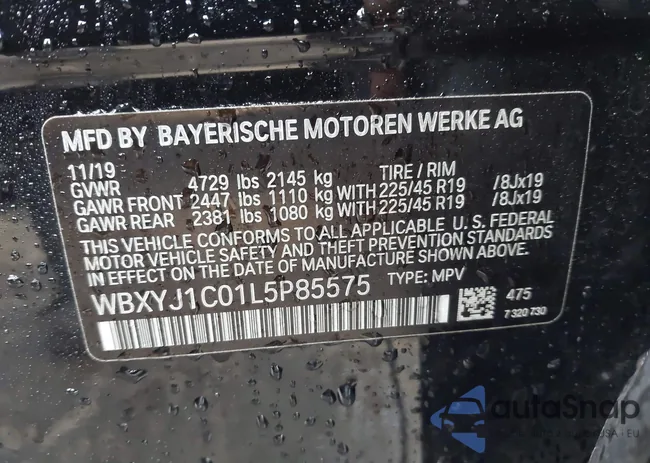 MFD BY BAYERISCHE MOTOREN WERKE AG
11/19 TIRE / RIM
GVWR 4729 lbs 2145 kg
GAWR FRONT 2447 lbs 1110 kg WITH 225/45 R19 /8Jx19
GAWR REAR 2381 lbs 1080 kg WITH 225/45 R19 /8Jx19
THIS VEHICLE CONFORMS TO ALL APPLICABLE U.S. FEDERAL
MOTOR VEHICLE SAFETY AND THEFT PREVENTION STANDARDS
IN EFFECT ON THE DATE OF MANUFACTURE SHOWN ABOVE.
WBXYJ1C01L5P85575 TYPE: MPV
475
7 320 730
autoSnap
USA • EU